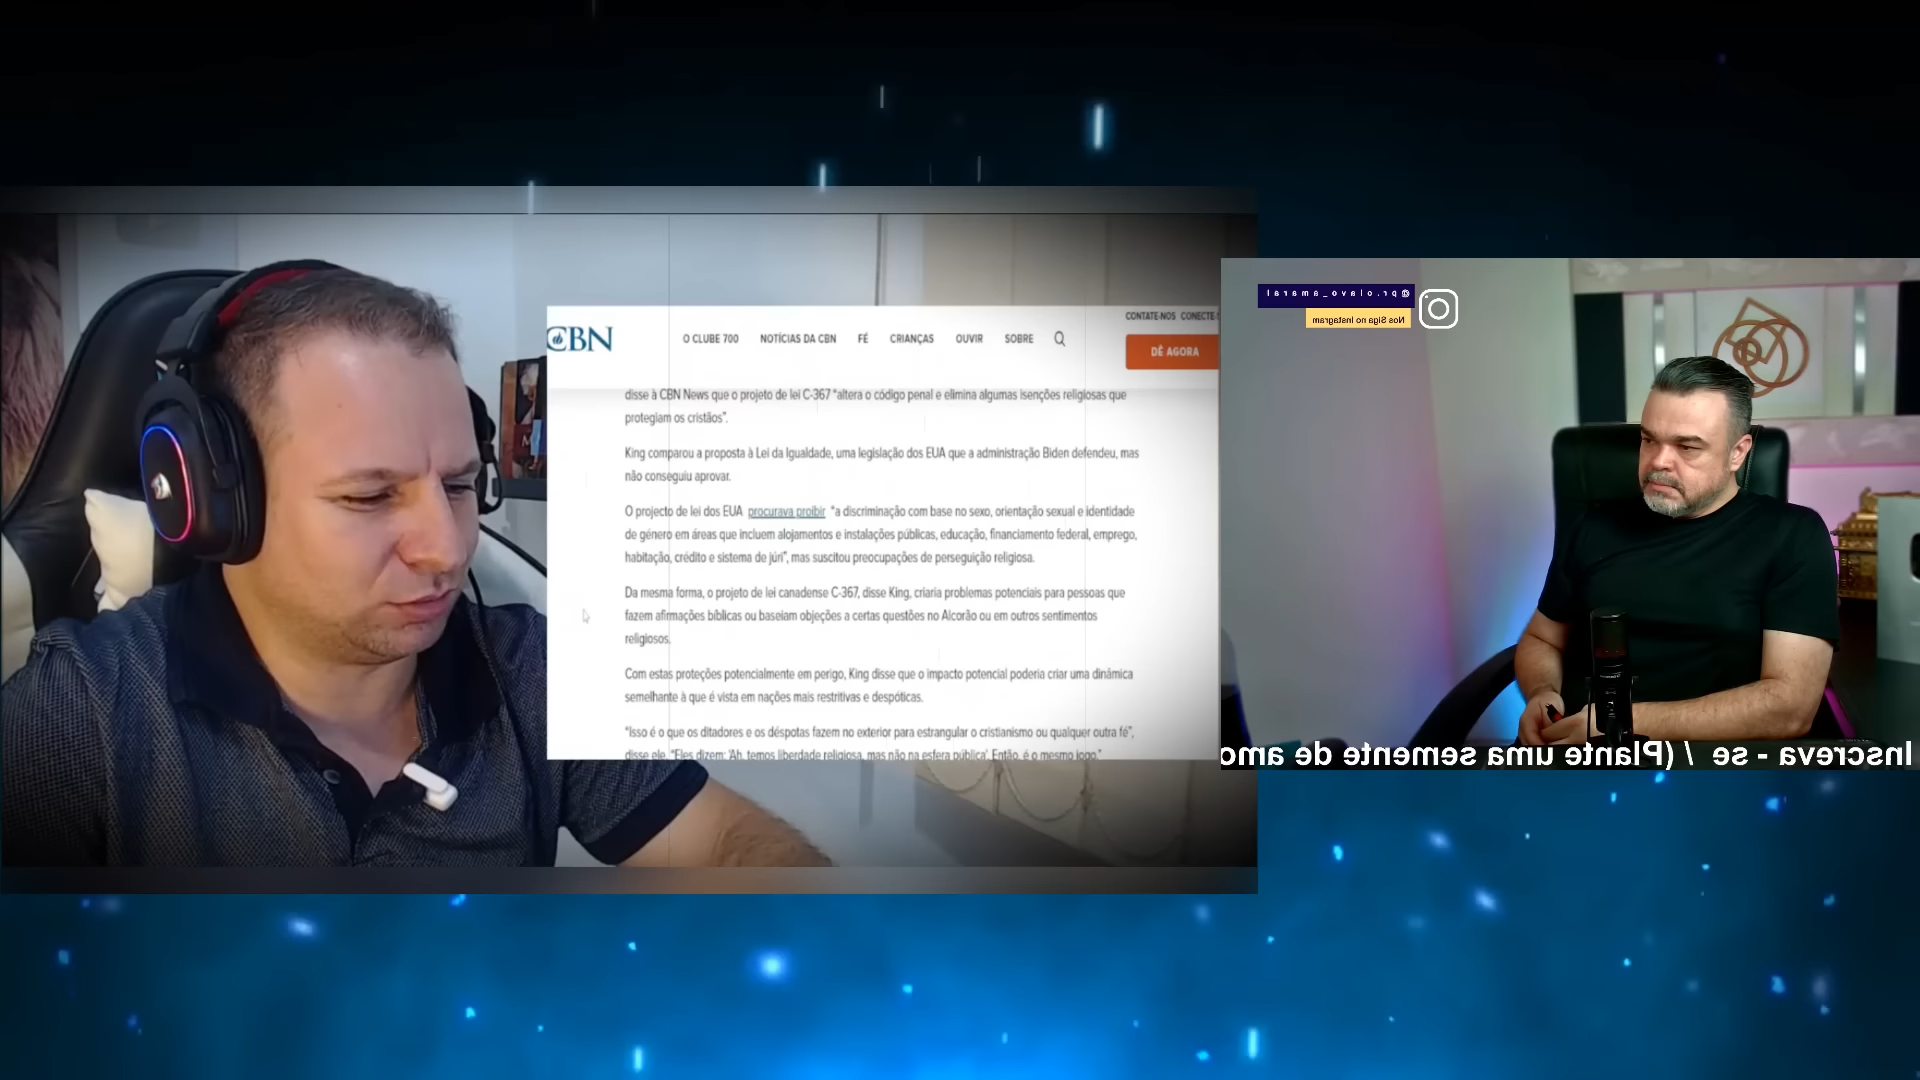 CBN
O CLUBE 700 NOTÍCIAS DA CBN FÉ CRIANÇAS OUVIR SOBRE
CONTATE-NOS CONECTE-
DÊ AGORA
disse à CBN News que o projeto de lei C-367 "altera o código penal e elimina algumas isenções religiosas que
protegiam os cristãos".
King comparou a proposta à Lei da Igualdade, uma legislação dos EUA que a administração Biden defendeu, mas
não conseguiu aprovar.
O projecto de lei dos EUA procurava proibir "a discriminação com base no sexo, orientação sexual e identidade
de género em áreas que incluem alojamentos e instalações públicas, educação, financiamento federal, emprego,
habitação, crédito e sistema de júri", mas suscitou preocupações de perseguição religiosa.
Da mesma forma, o projeto de lei canadense C-367, disse King, criaria problemas potenciais para pessoas que
fazem afirmações bíblicas ou baseiam objeções a certas questões no Alcorão ou em outros sentimentos
religiosos.
Com estas proteções potencialmente em perigo, King disse que o impacto potencial poderia criar uma dinâmica
semelhante à que é vista em nações mais restritivas e despóticas.
"Isso é o que os ditadores e os déspotas fazem no exterior para estrangular o cristianismo ou qualquer outra fé",
disse ele. "Eles dizem: 'Ah, temos liberdade religiosa, mas não na esfera pública'. Então, é o mesmo jogo."
@pr.olavo_amaral
Nos Siga no Instagram
Inscreva - se / (Plante uma semente de amo